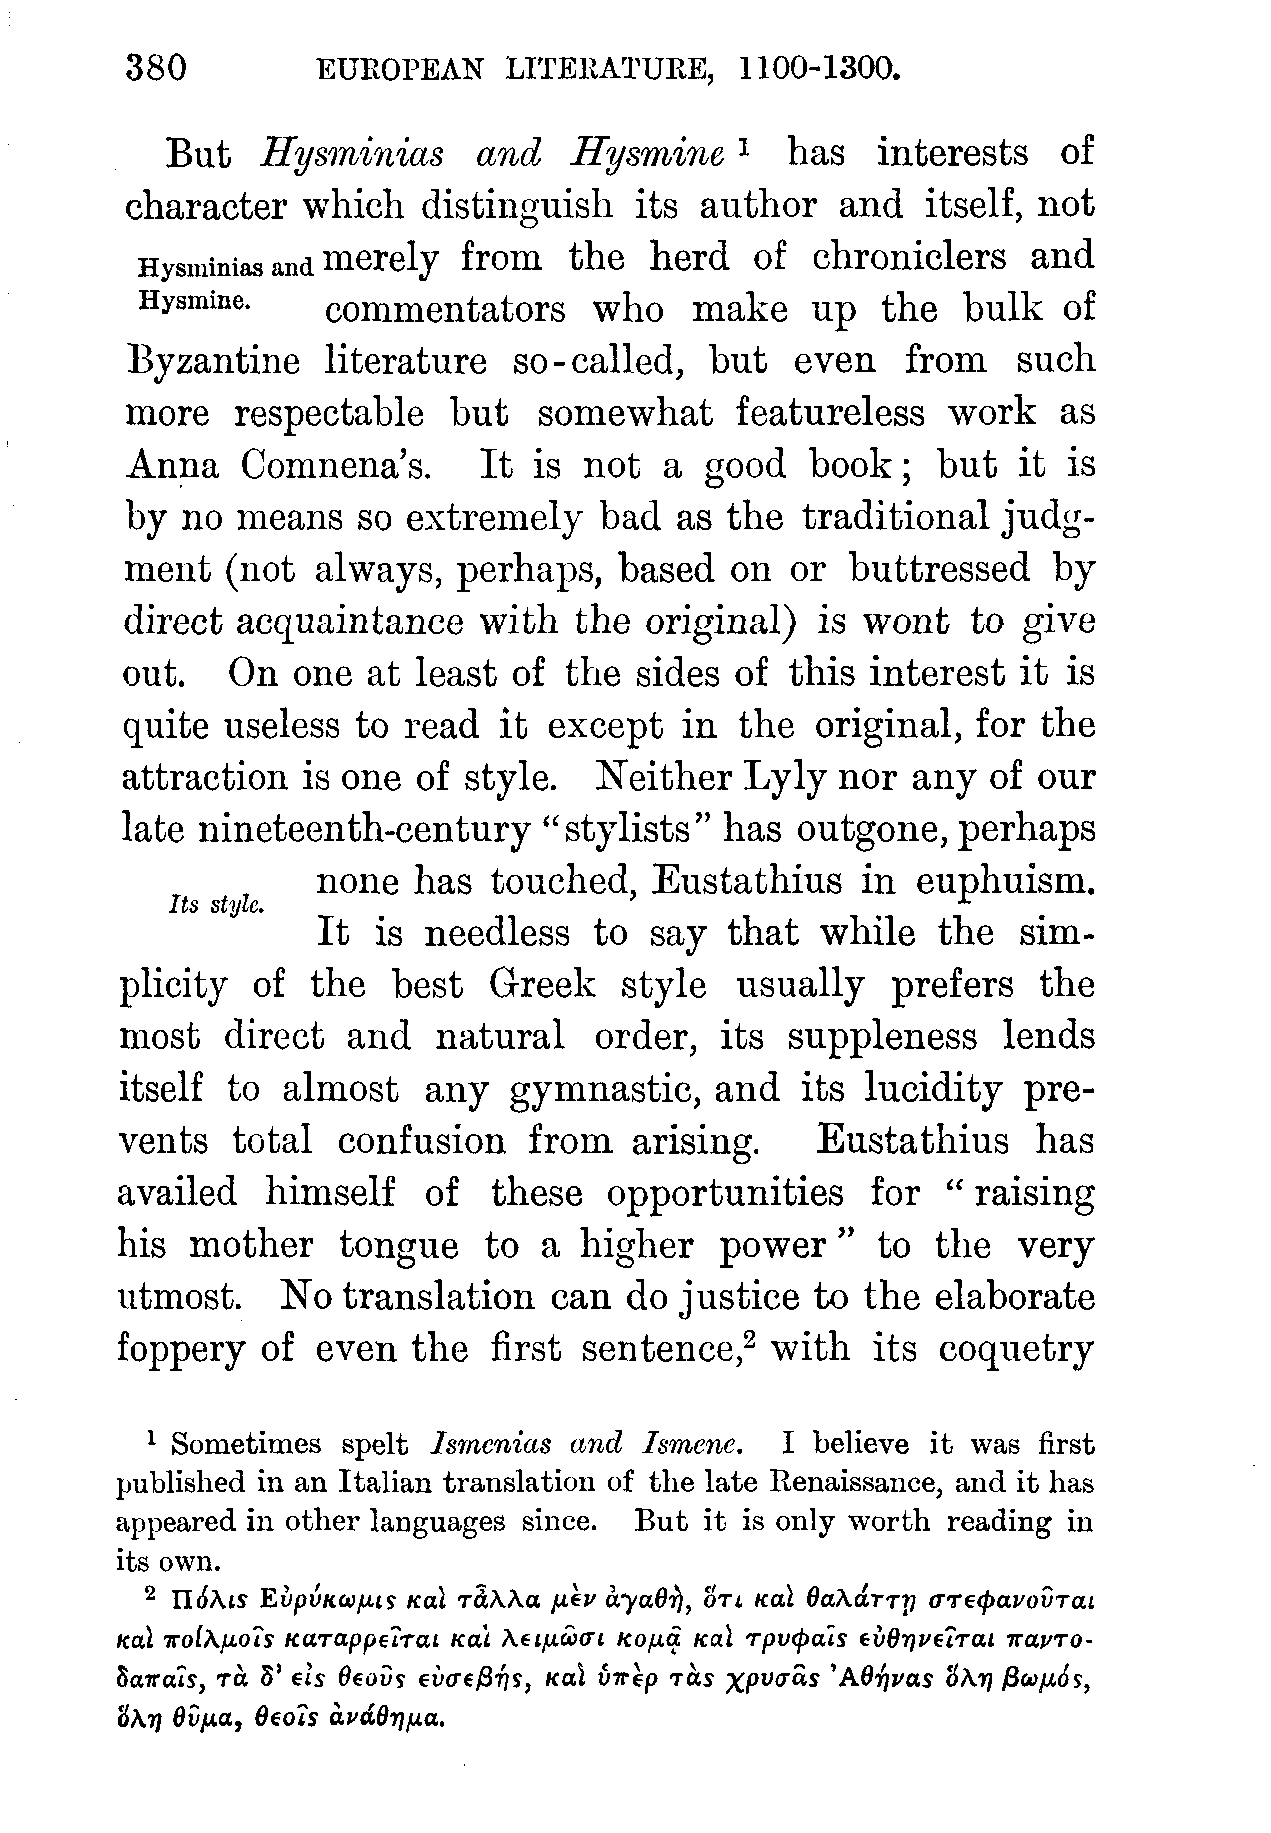 380 EUROPEAN LITERATURE, 1100-1300.
But Hysminias and Hysmine ¹ has interests of
character which distinguish its author and itself, not
Hysminias and merely from the herd of chroniclers and
Hysmine. commentators who make up the bulk of
Byzantine literature so-called, but even from such
more respectable but somewhat featureless work as
Anna Comnena's. It is not a good book; but it is
by no means so extremely bad as the traditional judg-
ment (not always, perhaps, based on or buttressed by
direct acquaintance with the original) is wont to give
out. On one at least of the sides of this interest it is
quite useless to read it except in the original, for the
attraction is one of style. Neither Lyly nor any of our
late nineteenth-century "stylists" has outgone, perhaps
none has touched, Eustathius in euphuism.
Its style.
It is needless to say that while the sim-
plicity of the best Greek style usually prefers the
most direct and natural order, its suppleness lends
itself to almost any gymnastic, and its lucidity pre-
vents total confusion from arising. Eustathius has
availed himself of these opportunities for "raising
his mother tongue to a higher power" to the very
utmost. No translation can do justice to the elaborate
foppery of even the first sentence,² with its coquetry
¹ Sometimes spelt Ismenias and Ismene. I believe it was first
published in an Italian translation of the late Renaissance, and it has
appeared in other languages since. But it is only worth reading in
its own.
² Πόλις Εὐρύκωμις καὶ τἄλλα μὲν ἀγαθὴ, ὅτι καὶ θαλάττῃ στεφανοῦται
καὶ ποίλμοῖς καταρρεῖται καὶ λειμῶσι κομᾷ καὶ τρυφαῖς εὐθηνεῖται παντο-
δαπαῖς, τὰ δ' εἰς θεοὺς εὐσεβής, καὶ ὑπὲρ τὰς χρυσᾶς Ἀθήνας ὅλη βωμός,
ὅλη θῦμα, θεοῖς ἀνάθημα.